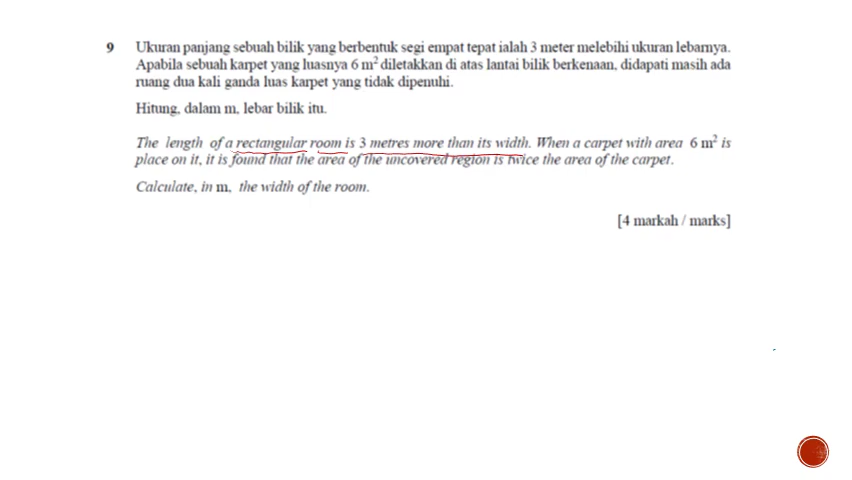 9 Ukuran panjang sebuah bilik yang berbentuk segi empat tepat ialah 3 meter melebihi ukuran lebarnya.
Apabila sebuah karpet yang luasnya 6 m² diletakkan di atas lantai bilik berkenaan, didapati masih ada
ruang dua kali ganda luas karpet yang tidak dipenuhi.
Hitung, dalam m, lebar bilik itu.
The length of a rectangular room is 3 metres more than its width. When a carpet with area 6 m² is
place on it, it is found that the area of the uncovered region is twice the area of the carpet.
Calculate, in m, the width of the room.
[4 markah / marks]